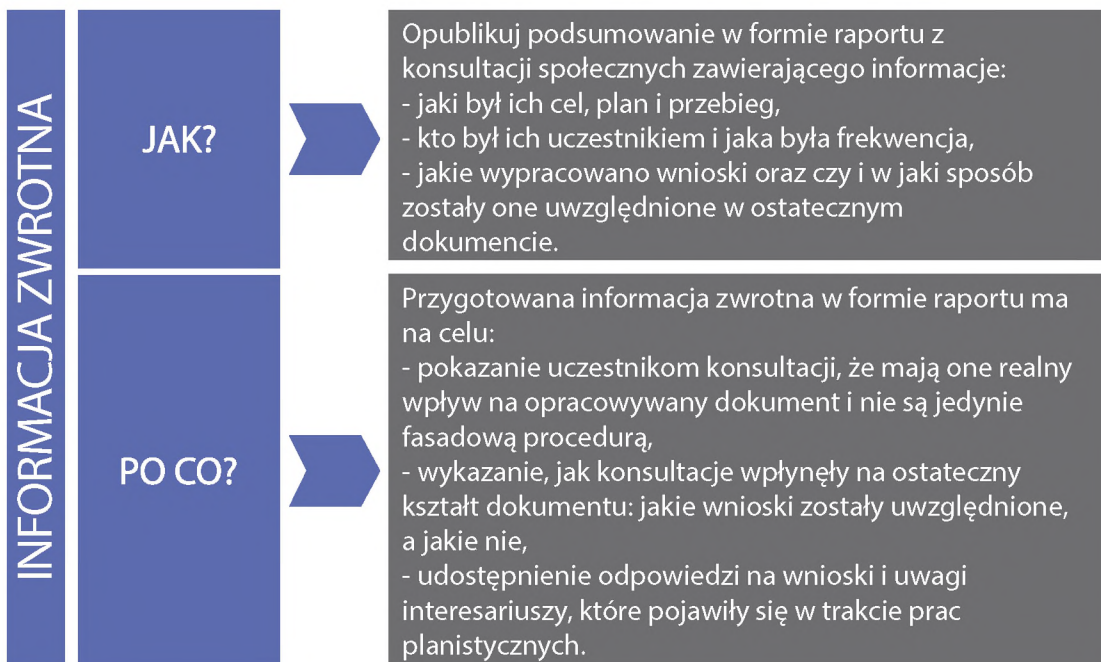 INFORMACJA ZWROTNA
JAK?
Opublikuj podsumowanie w formie raportu z
konsultacji społecznych zawierającego informacje:
- jaki był ich cel, plan i przebieg,
- kto był ich uczestnikiem i jaka była frekwencja,
- jakie wypracowano wnioski oraz czy i w jaki sposób
zostały one uwzględnione w ostatecznym
dokumencie.
PO CO?
Przygotowana informacja zwrotna w formie raportu ma
na celu:
- pokazanie uczestnikom konsultacji, że mają one realny
wpływ na opracowywany dokument i nie są jedynie
fasadową procedurą,
- wykazanie, jak konsultacje wpłynęły na ostateczny
kształt dokumentu: jakie wnioski zostały uwzględnione,
a jakie nie,
- udostępnienie odpowiedzi na wnioski i uwagi
interesariuszy, które pojawiły się w trakcie prac
planistycznych.